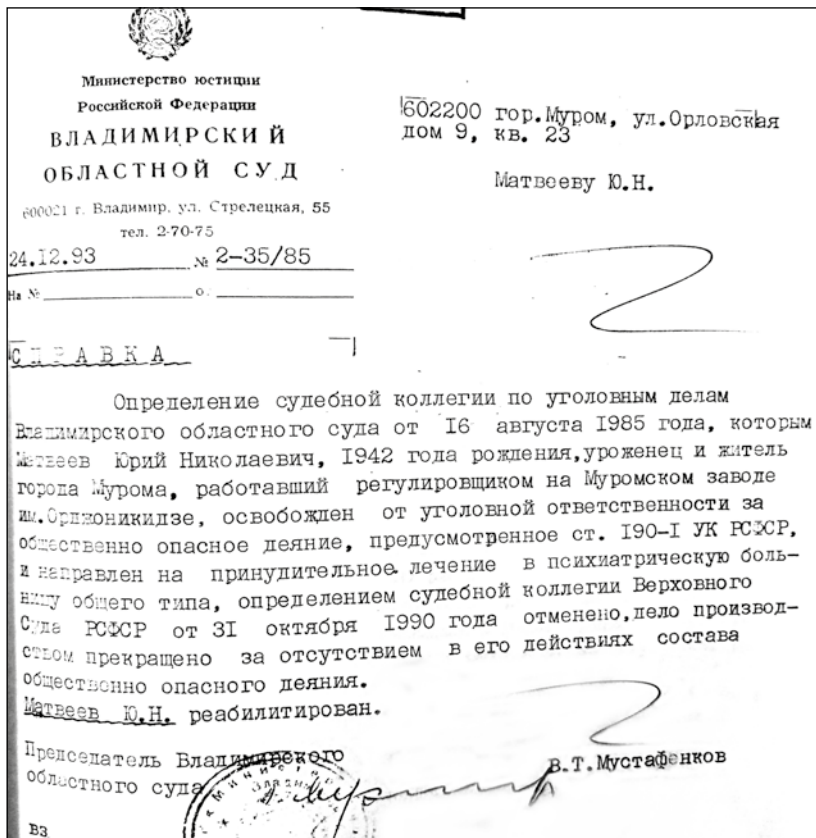 Министерство юстиции
Российской Федерации
ВЛАДИМИРСКИЙ
ОБЛАСТНОЙ СУД
600021 г. Владимир, ул. Стрелецкая, 55
тел. 2-70-75
24.12.93 № 2-35/85
На № о
602200 гор.Муром, ул.Орловская
дом 9, кв. 23
Матвееву Ю.Н.
СПРАВКА
Определение судебной коллегии по уголовным делам
Владимирского областного суда от 16 августа 1985 года, которым
Матвеев Юрий Николаевич, 1942 года рождения,уроженец и житель
города Мурома, работавший регулировщиком на Муромском заводе
им.Орджоникидзе, освобожден от уголовной ответственности за
общественно опасное деяние, предусмотренное ст. 190-1 УК РСФСР,
и направлен на принудительное лечение в психиатрическую боль-
ницу общего типа, определением судебной коллегии Верховного
Суда РСФСР от 31 октября 1990 года отменено,дело производ-
ством прекращено за отсутствием в его действиях состава
общественно опасного деяния.
Матвеев Ю.Н. реабилитирован.
Председатель Владимирского
областного суда
В.Т.Мустафенков
вз